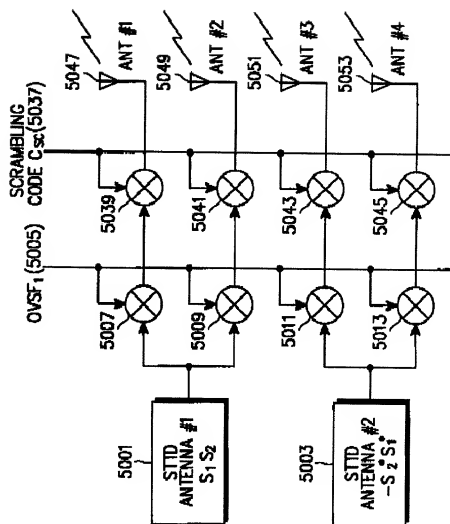 SCRAMBLING
CODE C_SC(5037)
OVSF₁(5005)
5047
ANT #1
5049
ANT #2
5051
ANT #3
5053
ANT #4
5039
5041
5043
5045
5007
5009
5011
5013
5001
STTD
ANTENNA #1
S₁ S₂
5003
STTD
ANTENNA #2
-S₂* S₁*